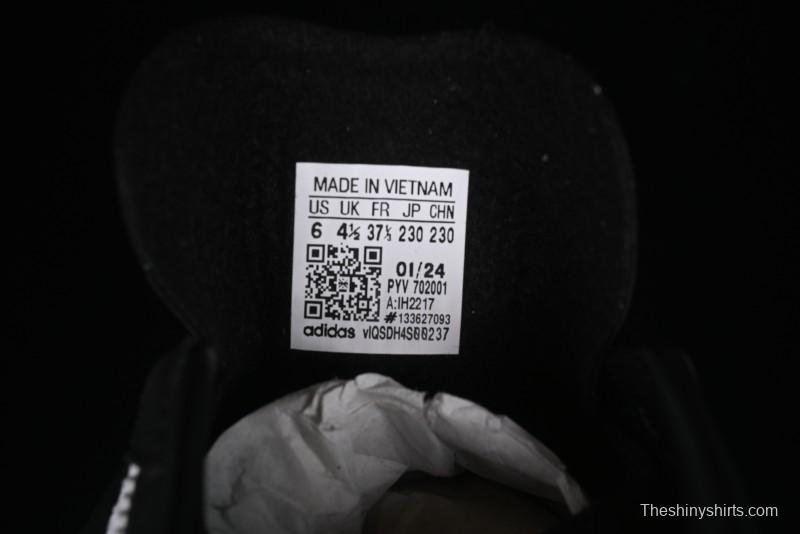 MADE IN VIETNAM
US UK FR JP CHN
6 4½ 37⅓ 230 230
01/24
PYV 702001
A:IH2217
#133627093
adidas vIQSDH4S00237
Theshinyshirts.com